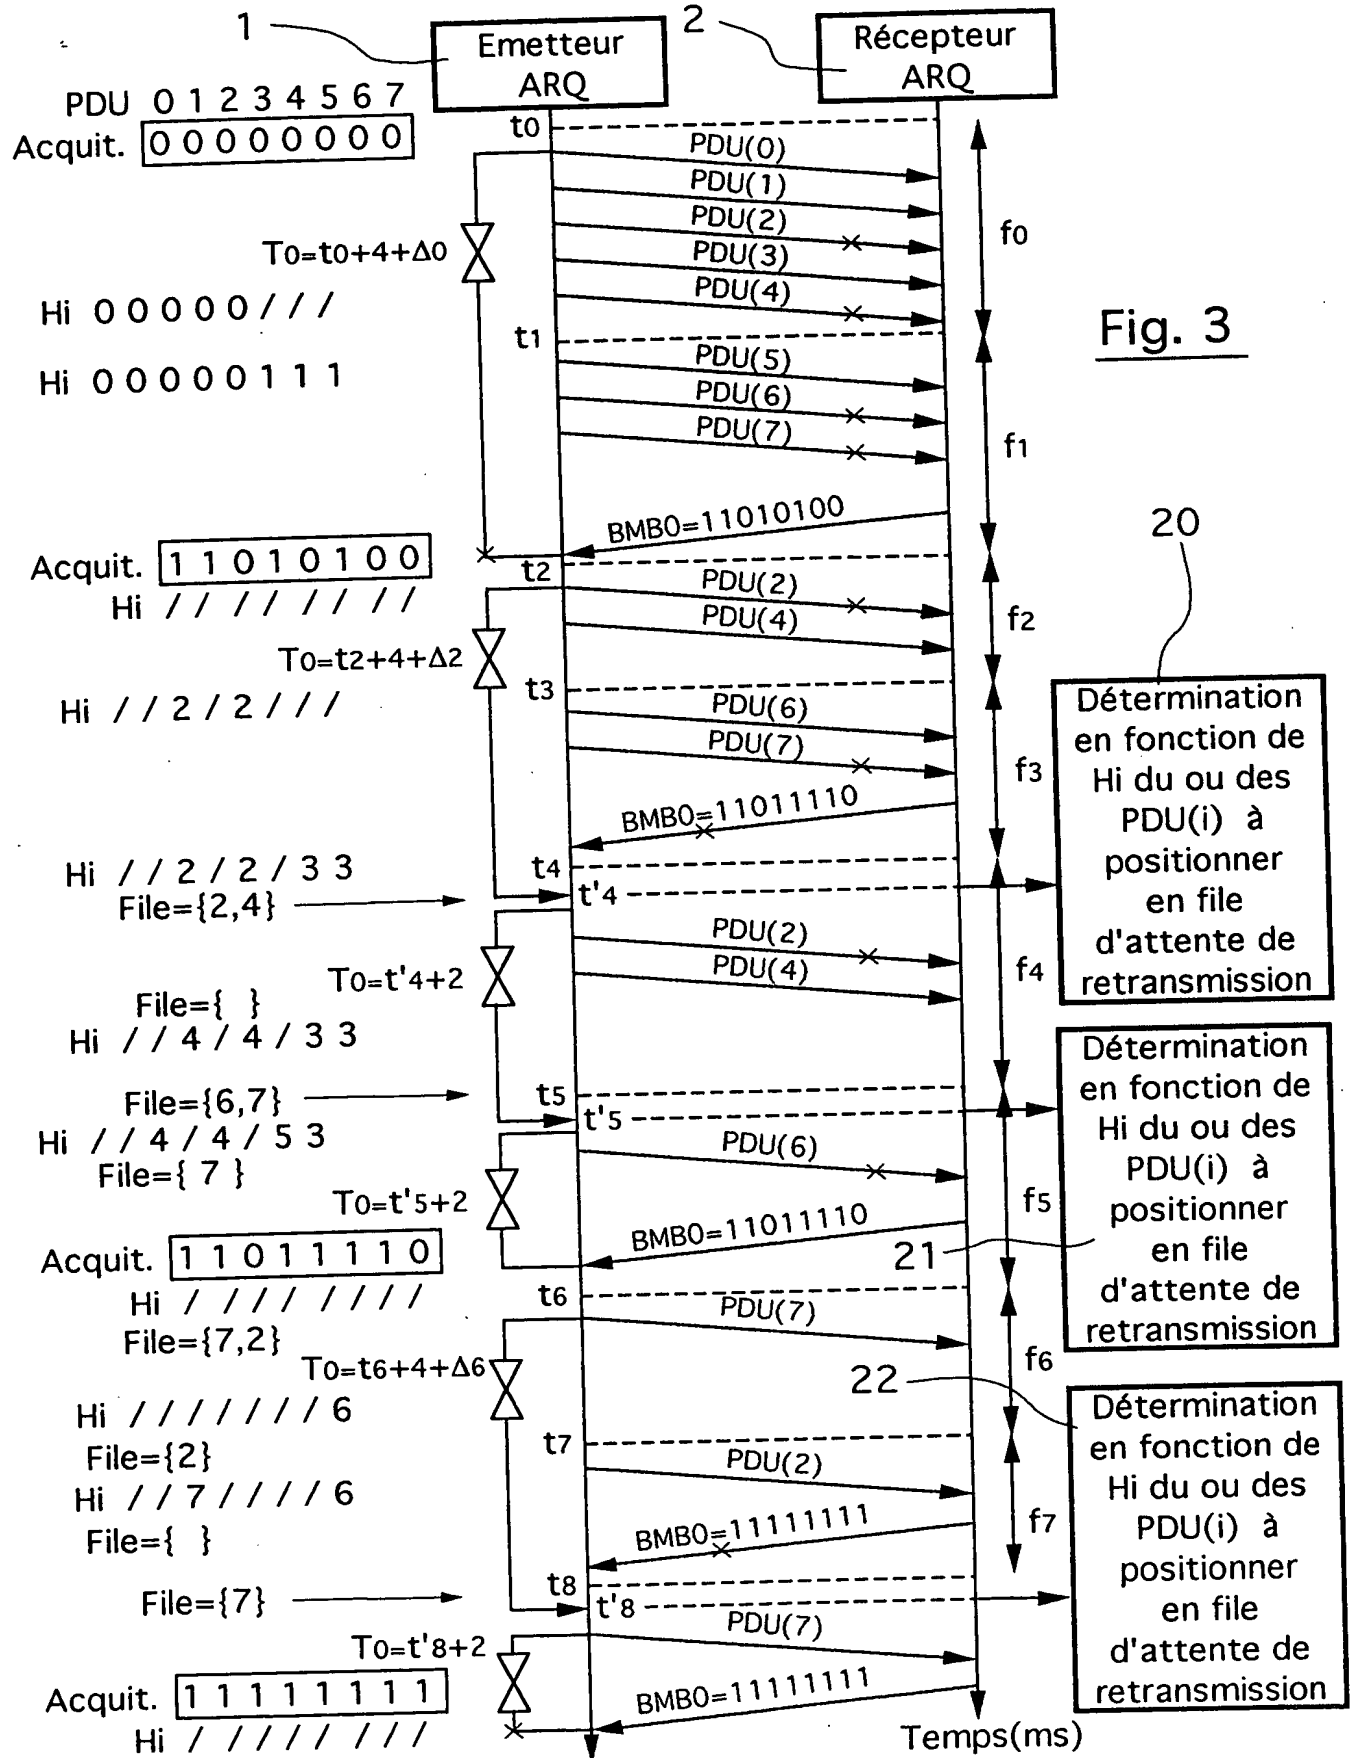 1
Emetteur
ARQ
2
Récepteur
ARQ
PDU 0 1 2 3 4 5 6 7
Acquit. 0 0 0 0 0 0 0 0
t0
PDU(0)
PDU(1)
PDU(2)
PDU(3)
PDU(4)
f0
T0=t0+4+Δ0
Hi 0 0 0 0 0 / / /
Fig. 3
t1
Hi 0 0 0 0 0 1 1 1
PDU(5)
PDU(6)
PDU(7)
f1
BMB0=11010100
20
Acquit. 1 1 0 1 0 1 0 0
t2
Hi / / / / / / / /
PDU(2)
PDU(4)
f2
T0=t2+4+Δ2
t3
Hi / / 2 / 2 / / /
PDU(6)
PDU(7)
f3
BMB0=11011110
Détermination
en fonction de
Hi du ou des
PDU(i) à
positionner
en file
d'attente de
retransmission
Hi / / 2 / 2 / 3 3
t4
File={2,4}
t'4
PDU(2)
PDU(4)
f4
T0=t'4+2
File={ }
Hi / / 4 / 4 / 3 3
t5
File={6,7}
t'5
Hi / / 4 / 4 / 5 3
File={ 7 }
PDU(6)
f5
T0=t'5+2
BMB0=11011110
21
Détermination
en fonction de
Hi du ou des
PDU(i) à
positionner
en file
d'attente de
retransmission
Acquit. 1 1 0 1 1 1 1 0
t6
Hi / / / / / / / /
File={7,2}
PDU(7)
f6
T0=t6+4+Δ6
22
Hi / / / / / / / 6
t7
File={2}
PDU(2)
Hi / / 7 / / / / 6
f7
BMB0=11111111
File={ }
Détermination
en fonction de
Hi du ou des
PDU(i) à
positionner
en file
d'attente de
retransmission
t8
File={7}
t'8
PDU(7)
T0=t'8+2
BMB0=11111111
Acquit. 1 1 1 1 1 1 1 1
Hi / / / / / / / /
Temps(ms)